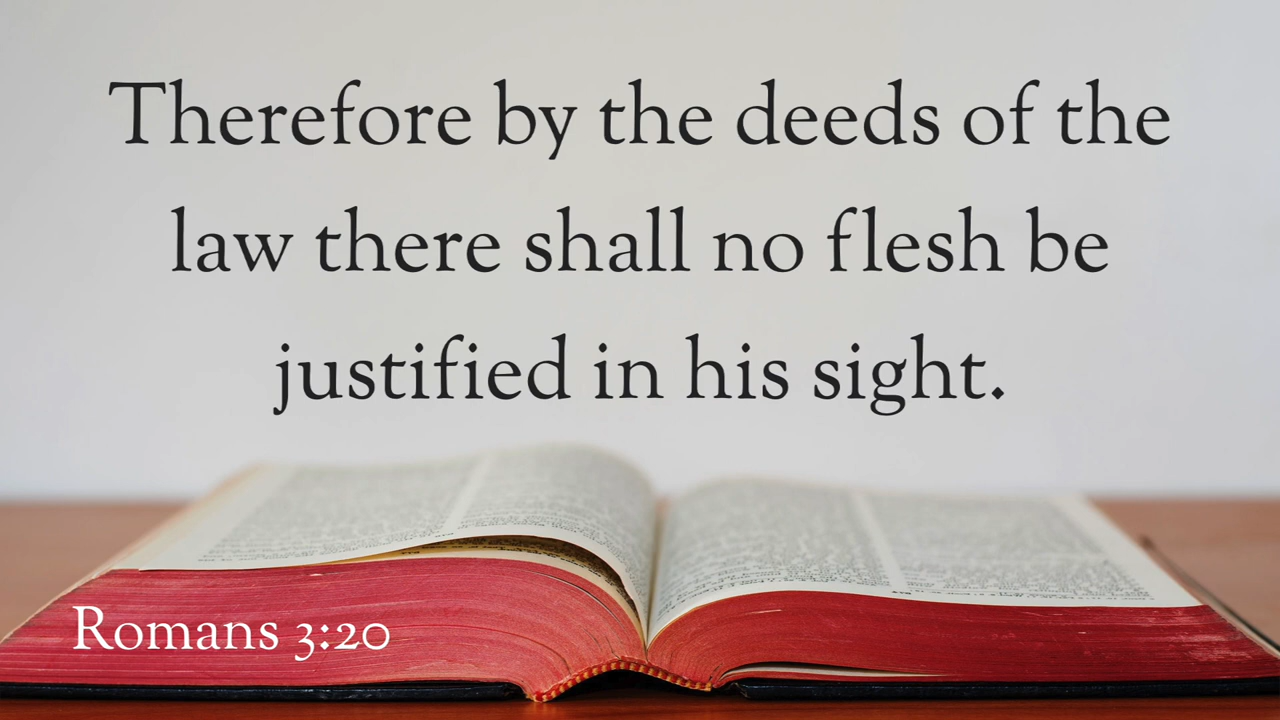 Therefore by the deeds of the
law there shall no flesh be
justified in his sight.
Romans 3:20